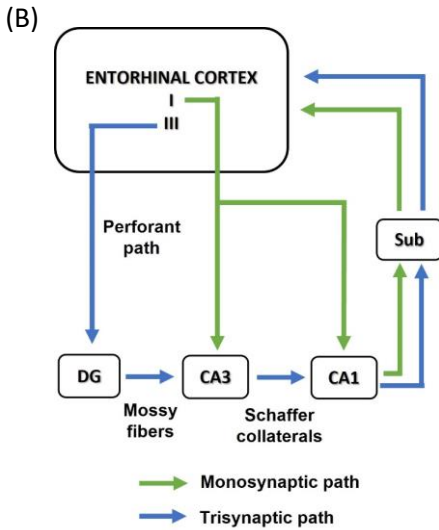 (B)
ENTORHINAL CORTEX
I
III
Perforant
path
Sub
DG
CA3
CA1
Mossy
fibers
Schaffer
collaterals
Monosynaptic path
Trisynaptic path